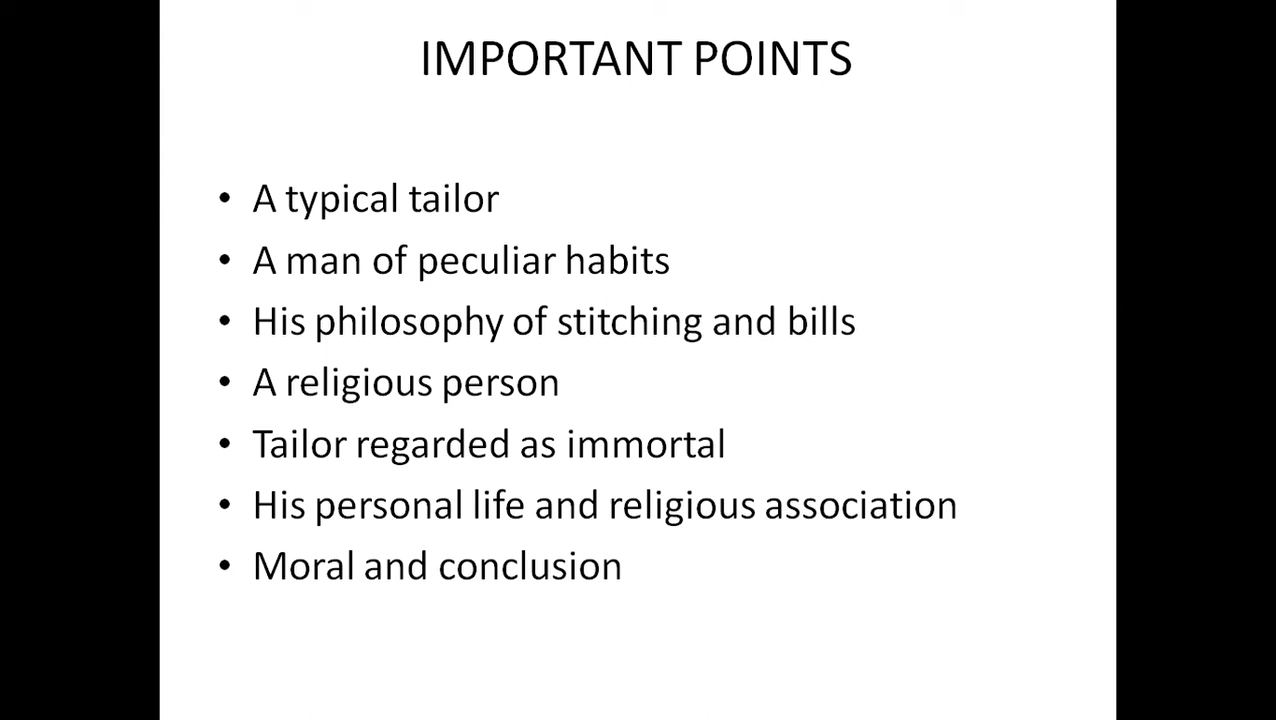 IMPORTANT POINTS
• A typical tailor
• A man of peculiar habits
• His philosophy of stitching and bills
• A religious person
• Tailor regarded as immortal
• His personal life and religious association
• Moral and conclusion